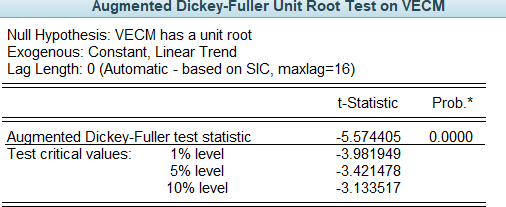 Augmented Dickey-Fuller Unit Root Test on VECM
Null Hypothesis: VECM has a unit root
Exogenous: Constant, Linear Trend
Lag Length: 0 (Automatic - based on SIC, maxlag=16)
t-Statistic Prob.*
Augmented Dickey-Fuller test statistic -5.574405 0.0000
Test critical values: 1% level -3.981949
5% level -3.421478
10% level -3.133517